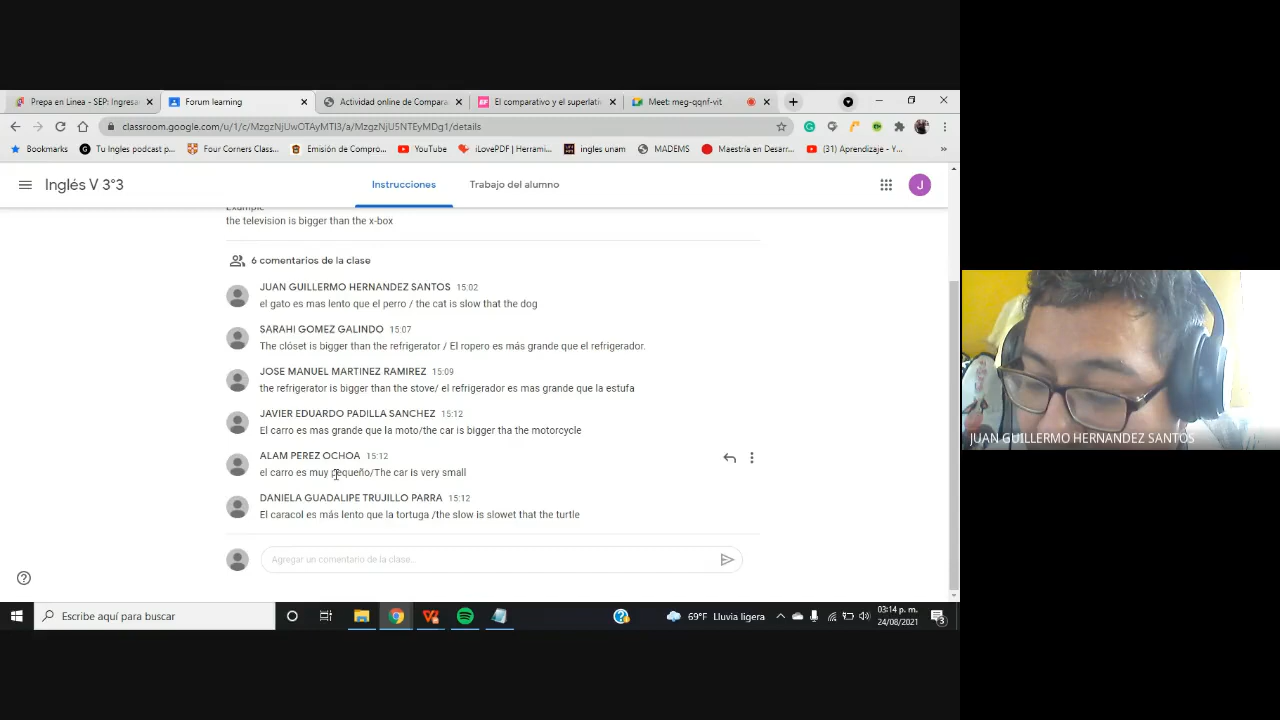 Prepa en Linea - SEP: Ingresa
Forum learning
Actividad online de Compara
El comparativo y el superlati
Meet: meg-qqnf-vit
classroom.google.com/u/1/c/MzgzNjUwOTAyMTI3/a/MzgzNjU5NTEyMDg1/details
Bookmarks
Tu Ingles podcast p...
Four Corners Class...
Emisión de Compro...
YouTube
iLovePDF | Herrami...
ingles unam
MADEMS
Maestría en Desarr...
(31) Aprendizaje - Y...
Inglés V 3°3
Instrucciones
Trabajo del alumno
J
Example
the television is bigger than the x-box
6 comentarios de la clase
JUAN GUILLERMO HERNANDEZ SANTOS 15:02
el gato es mas lento que el perro / the cat is slow that the dog
SARAHI GOMEZ GALINDO 15:07
The clóset is bigger than the refrigerator / El ropero es más grande que el refrigerador.
JOSE MANUEL MARTINEZ RAMIREZ 15:09
the refrigerator is bigger than the stove/ el refrigerador es mas grande que la estufa
JAVIER EDUARDO PADILLA SANCHEZ 15:12
El carro es mas grande que la moto/the car is bigger tha the motorcycle
ALAM PEREZ OCHOA 15:12
el carro es muy pequeño/The car is very small
DANIELA GUADALIPE TRUJILLO PARRA 15:12
El caracol es más lento que la tortuga /the slow is slowet that the turtle
Agregar un comentario de la clase...
JUAN GUILLERMO HERNANDEZ SANTOS
Escribe aquí para buscar
69°F Lluvia ligera
03:14 p. m.
24/08/2021
3